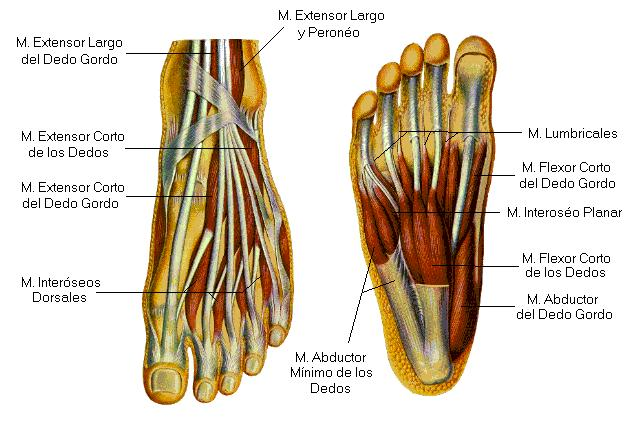 M. Extensor Largo
y Peronéo
M. Extensor Largo
del Dedo Gordo
M. Extensor Corto
de los Dedos
M. Extensor Corto
del Dedo Gordo
M. Interóseos
Dorsales
M. Lumbricales
M. Flexor Corto
del Dedo Gordo
M. Interoséo Planar
M. Flexor Corto
de los Dedos
M. Abductor
del Dedo Gordo
M. Abductor
Mínimo de los
Dedos